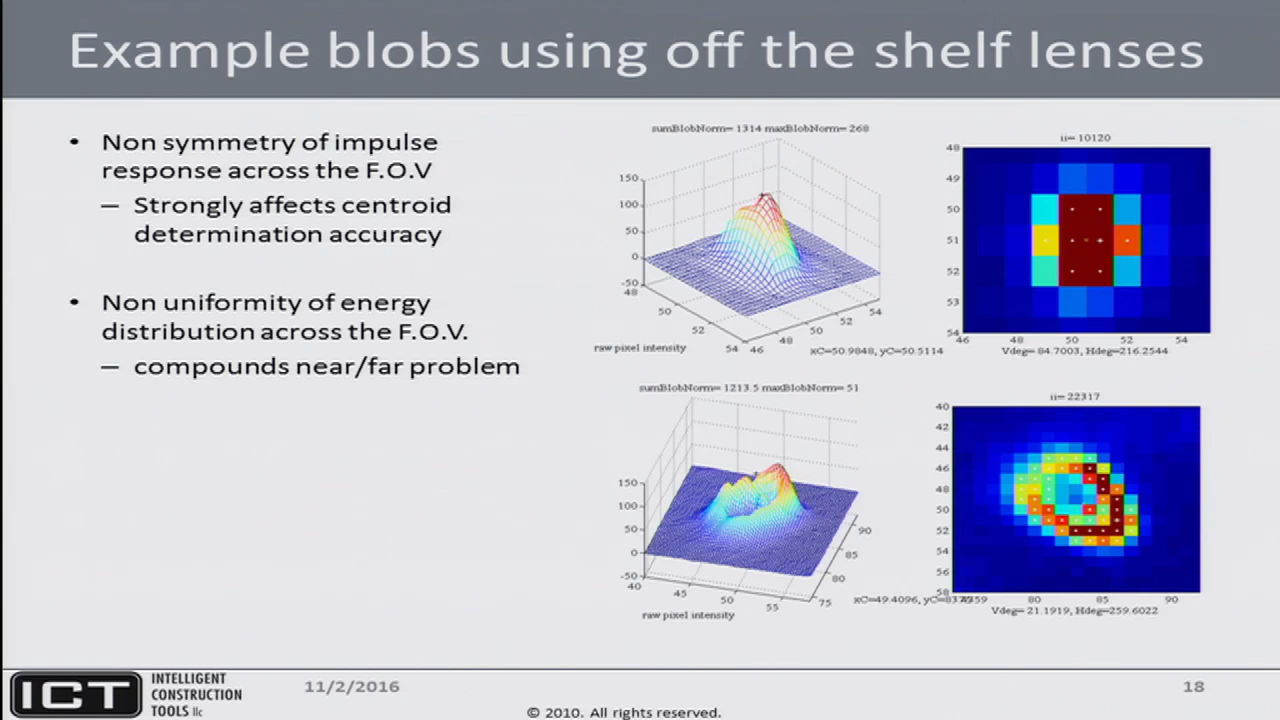 Example blobs using off the shelf lenses
• Non symmetry of impulse
response across the F.O.V
– Strongly affects centroid
determination accuracy
• Non uniformity of energy
distribution across the F.O.V.
– compounds near/far problem
sumBlobNorm= 1314 maxBlobNorm= 268
150
100
50
0
-50
48
50
52
54
46
48
50
52
54
raw pixel intensity
xC=50.9848, yC=50.5114
ii= 10120
48
49
50
51
52
53
54
46
48
50
52
54
Vdeg= 84.7003, Hdeg=216.2544
sumBlobNorm= 1213.5 maxBlobNorm= 51
150
100
50
0
-50
40
45
50
55
75
80
85
90
raw pixel intensity
xC=49.4096,
ii= 22317
40
42
44
46
48
50
52
54
56
58
80
85
90
Vdeg= 21.1919, Hdeg=259.6022
ICT
INTELLIGENT
CONSTRUCTION
TOOLS llc
11/2/2016
© 2010. All rights reserved.
18